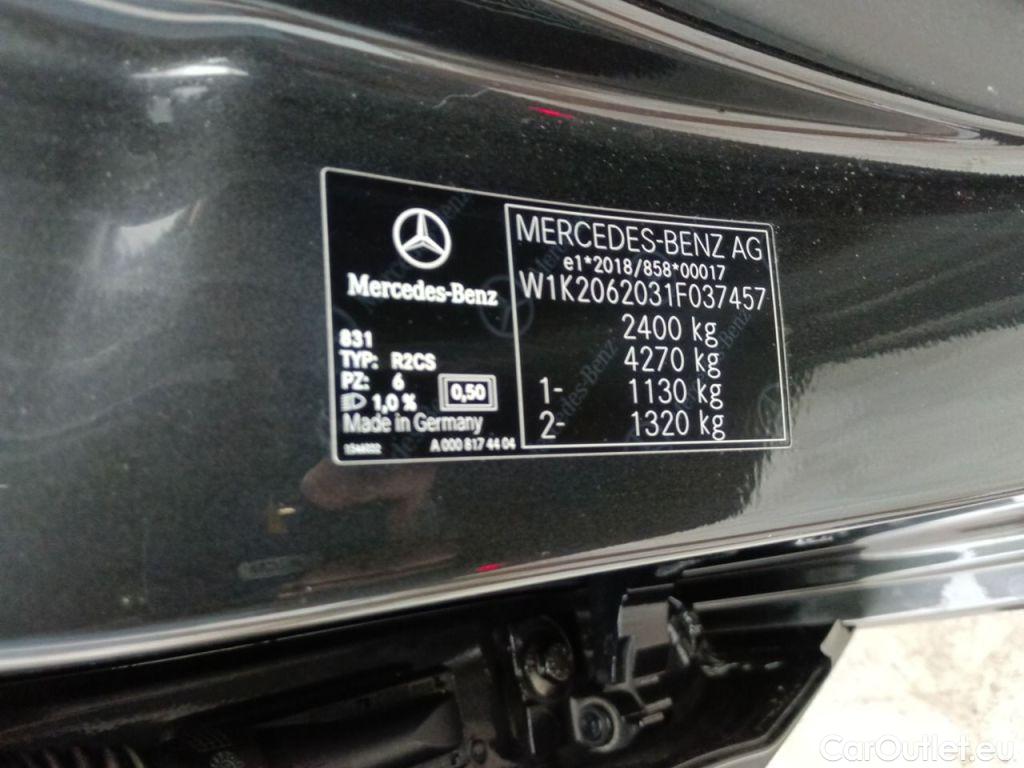 Mercedes-Benz
831
TYP: R2CS
PZ: 6
1,0 %
0,50
Made in Germany
A 000 817 44 04
MERCEDES-BENZ AG
e1*2018/858*00017
W1K2062031F037457
2400 kg
4270 kg
1- 1130 kg
2- 1320 kg
CarOutlet.eu